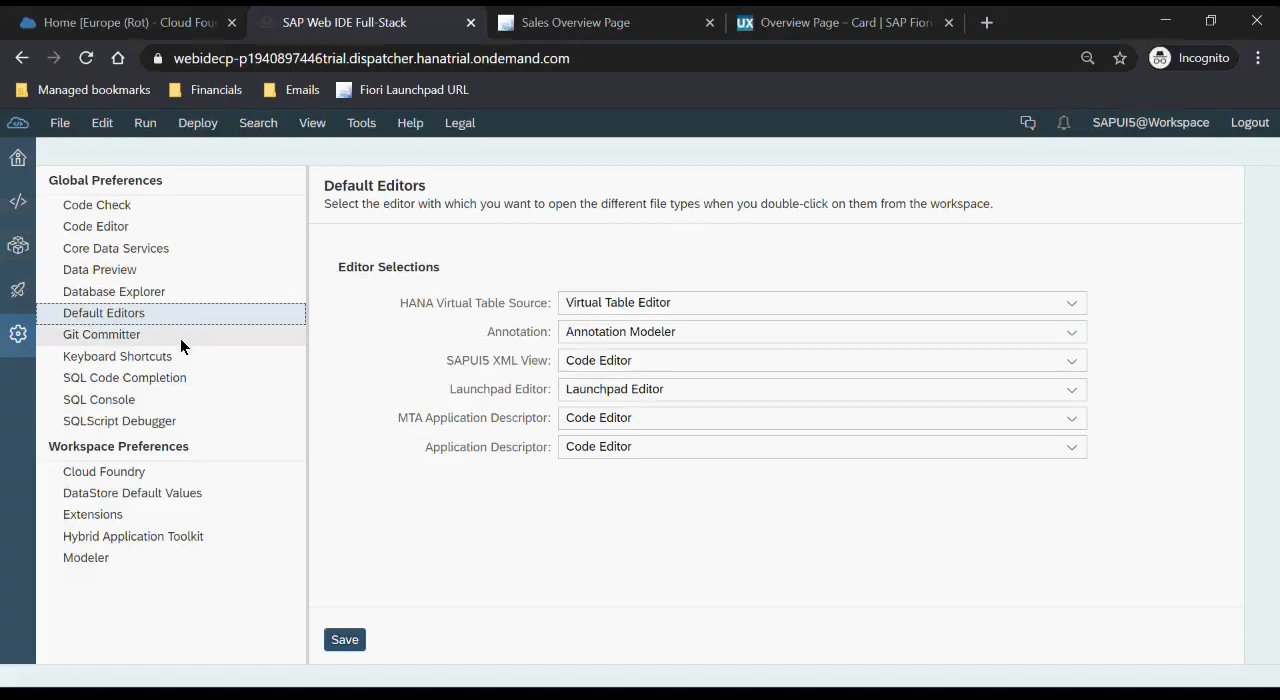 Home [Europe (Rot) - Cloud Fou
SAP Web IDE Full-Stack
Sales Overview Page
UX Overview Page – Card | SAP Fiori
webidecp-p1940897446trial.dispatcher.hanatrial.ondemand.com
Incognito
Managed bookmarks
Financials
Emails
Fiori Launchpad URL
File Edit Run Deploy Search View Tools Help Legal
SAPUI5@Workspace
Logout
Global Preferences
Code Check
Code Editor
Core Data Services
Data Preview
Database Explorer
Default Editors
Git Committer
Keyboard Shortcuts
SQL Code Completion
SQL Console
SQLScript Debugger
Workspace Preferences
Cloud Foundry
DataStore Default Values
Extensions
Hybrid Application Toolkit
Modeler
Default Editors
Select the editor with which you want to open the different file types when you double-click on them from the workspace.
Editor Selections
HANA Virtual Table Source: Virtual Table Editor
Annotation: Annotation Modeler
SAPUI5 XML View: Code Editor
Launchpad Editor: Launchpad Editor
MTA Application Descriptor: Code Editor
Application Descriptor: Code Editor
Save